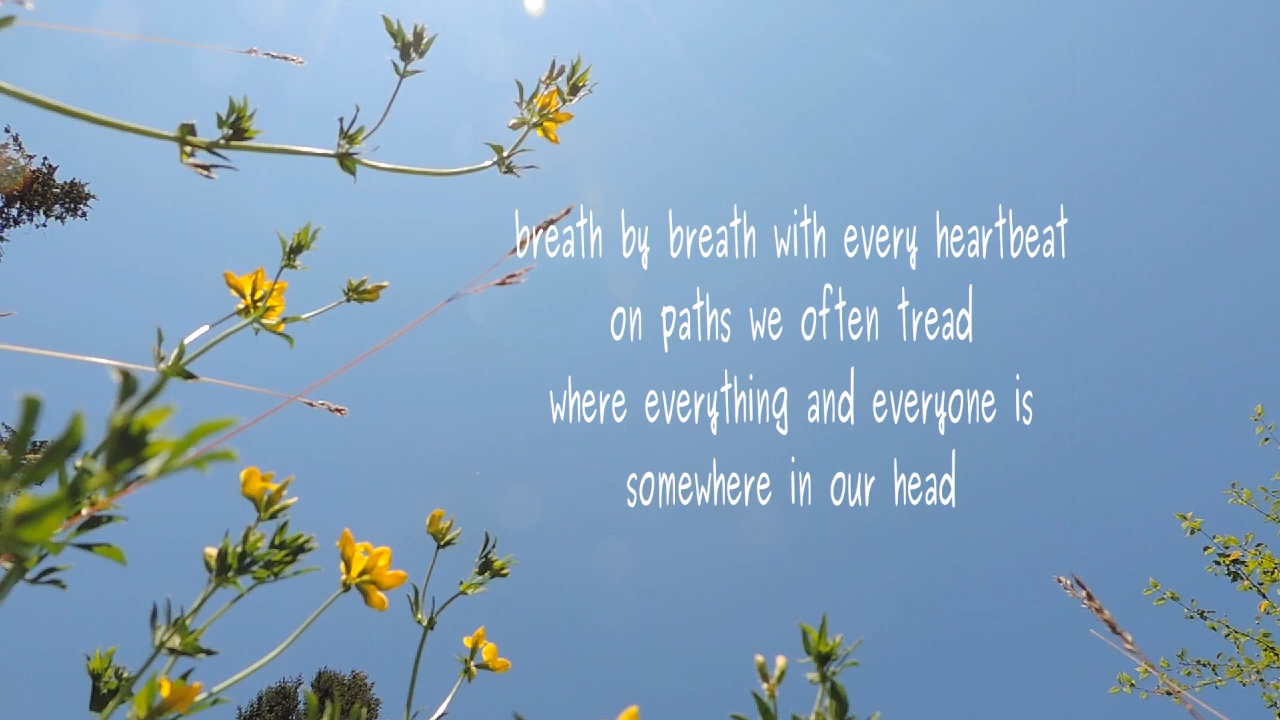 breath by breath with every heartbeat
on paths we often tread
where everything and everyone is
somewhere in our head